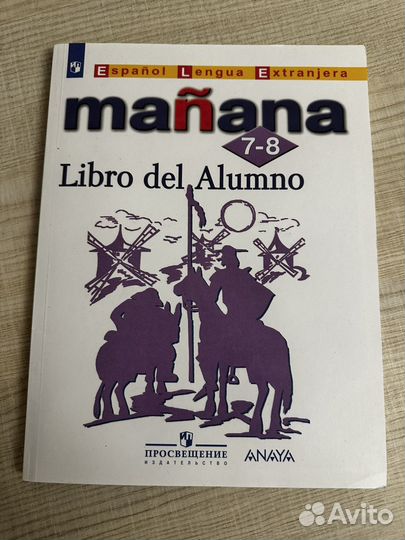 Español Lengua Extranjera
mañana
7-8
Libro del Alumno
ПРОСВЕЩЕНИЕ
ИЗДАТЕЛЬСТВО
ANAYA
Avito